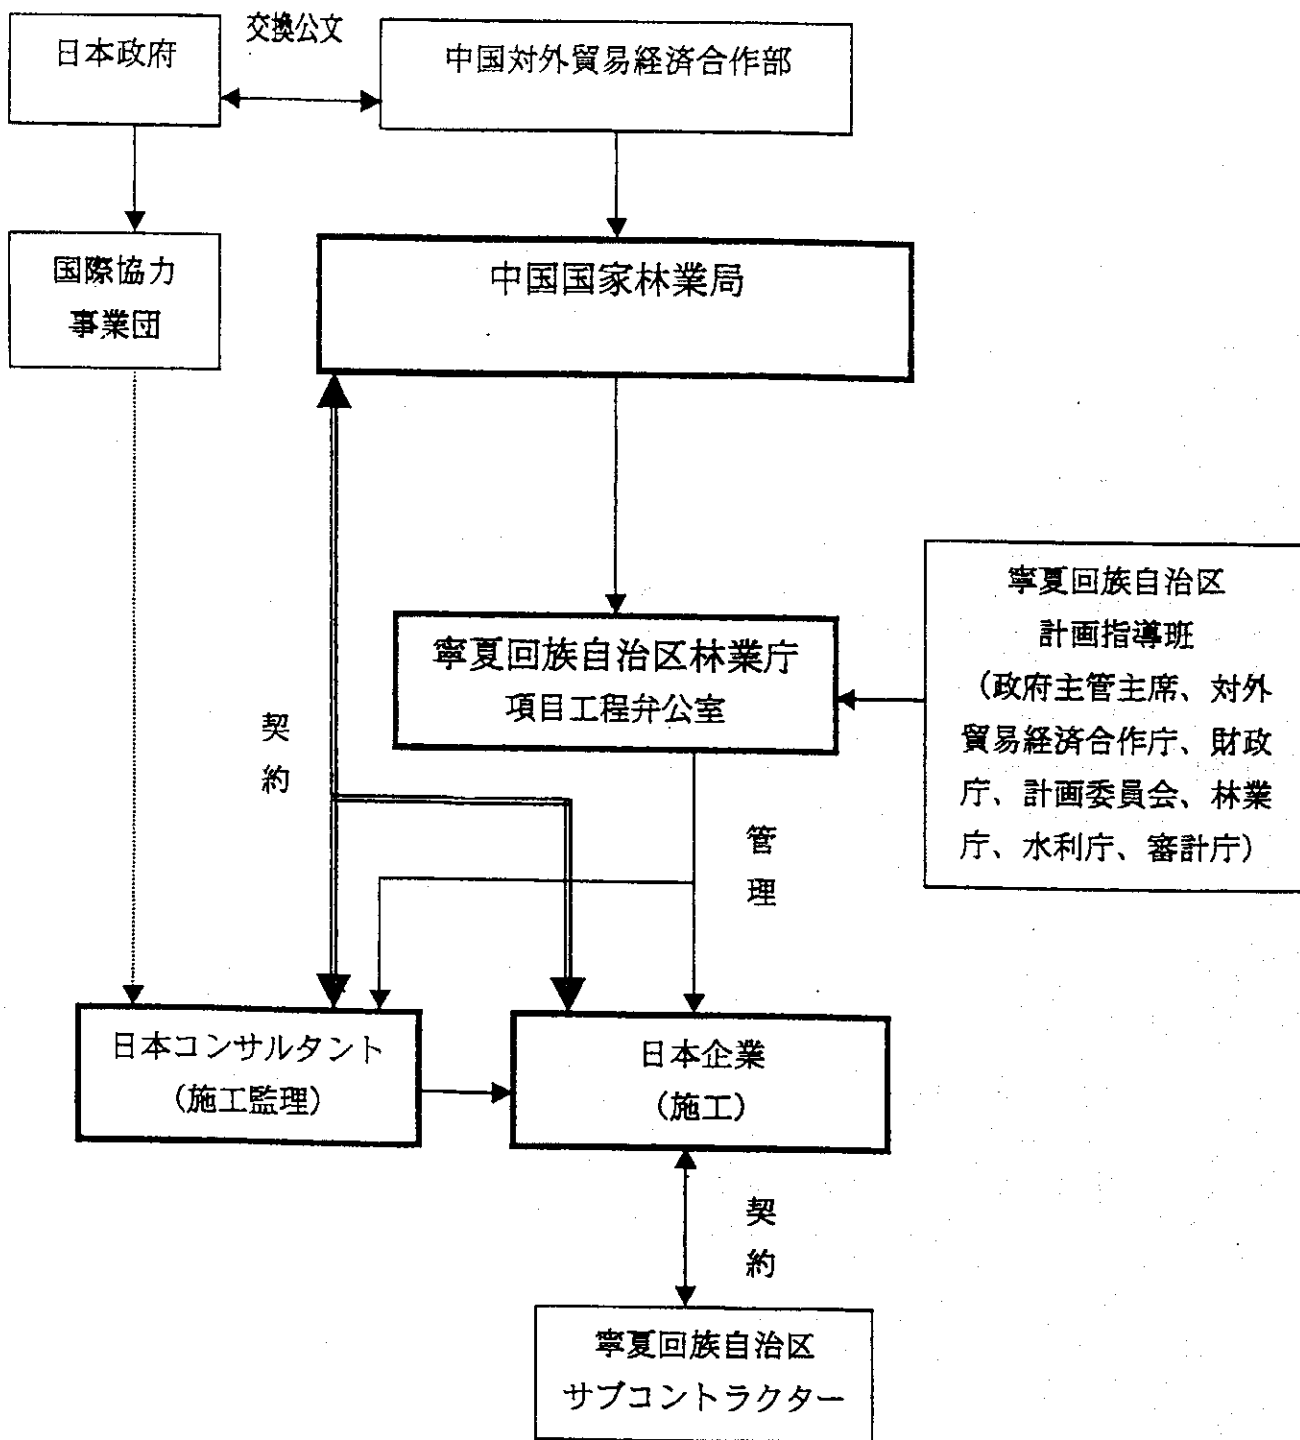 日本政府
交換公文
中国対外貿易経済合作部
国際協力
事業団
中国国家林業局
寧夏回族自治区林業庁
項目工程弁公室
寧夏回族自治区
計画指導班
（政府主管主席、対外
貿易経済合作庁、財政
庁、計画委員会、林業
庁、水利庁、審計庁）
契
約
管
理
日本コンサルタント
（施工監理）
日本企業
（施工）
契
約
寧夏回族自治区
サブコントラクター